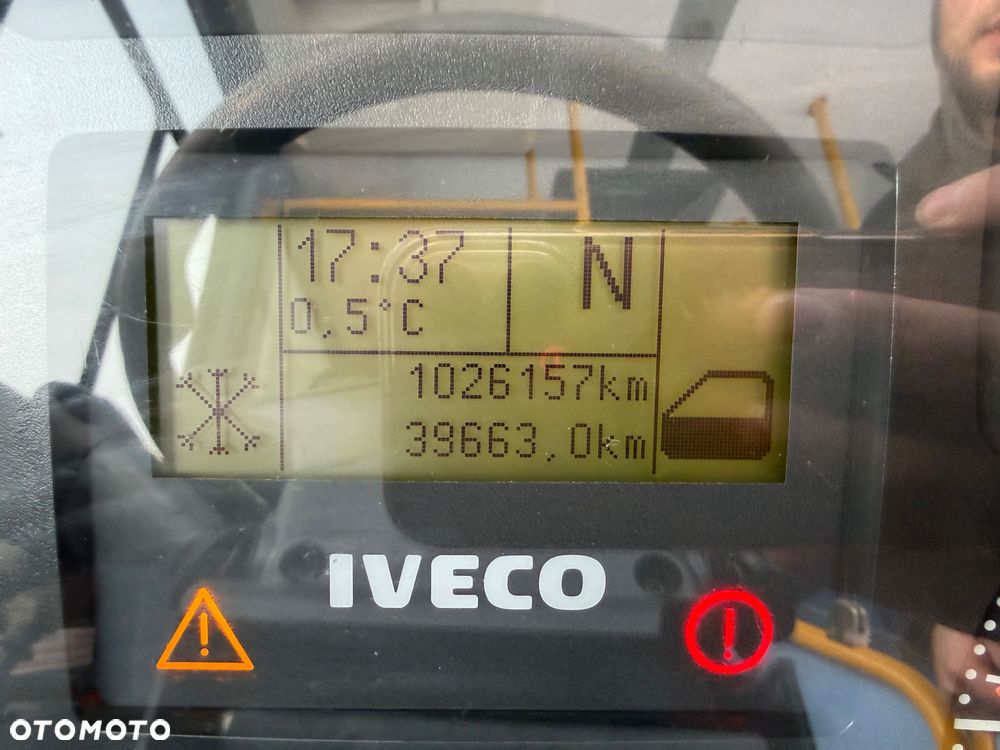 17:37
N
0,5°C
1026157km
39663.0km
IVECO
OTOMOTO